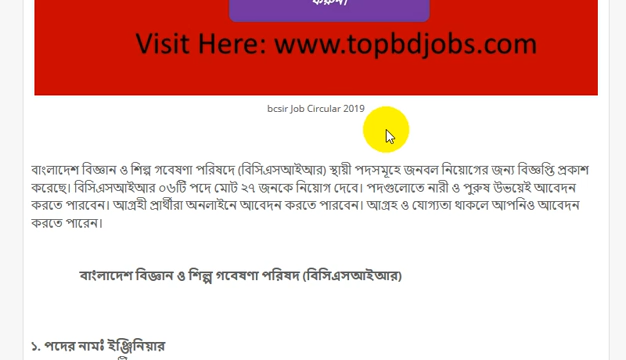 করুন)
Visit Here: www.topbdjobs.com
bcsir Job Circular 2019
বাংলাদেশ বিজ্ঞান ও শিল্প গবেষণা পরিষদে (বিসিএসআইআর) স্থায়ী পদসমূহে জনবল নিয়োগের জন্য বিজ্ঞপ্তি প্রকাশ
করেছে। বিসিএসআইআর ০৬টি পদে মোট ২৭ জনকে নিয়োগ দেবে। পদগুলোতে নারী ও পুরুষ উভয়েই আবেদন
করতে পারবেন। আগ্রহী প্রার্থীরা অনলাইনে আবেদন করতে পারবেন। আগ্রহ ও যোগ্যতা থাকলে আপনিও আবেদন
করতে পারেন।
বাংলাদেশ বিজ্ঞান ও শিল্প গবেষণা পরিষদ (বিসিএসআইআর)
১. পদের নামঃ ইঞ্জিনিয়ার